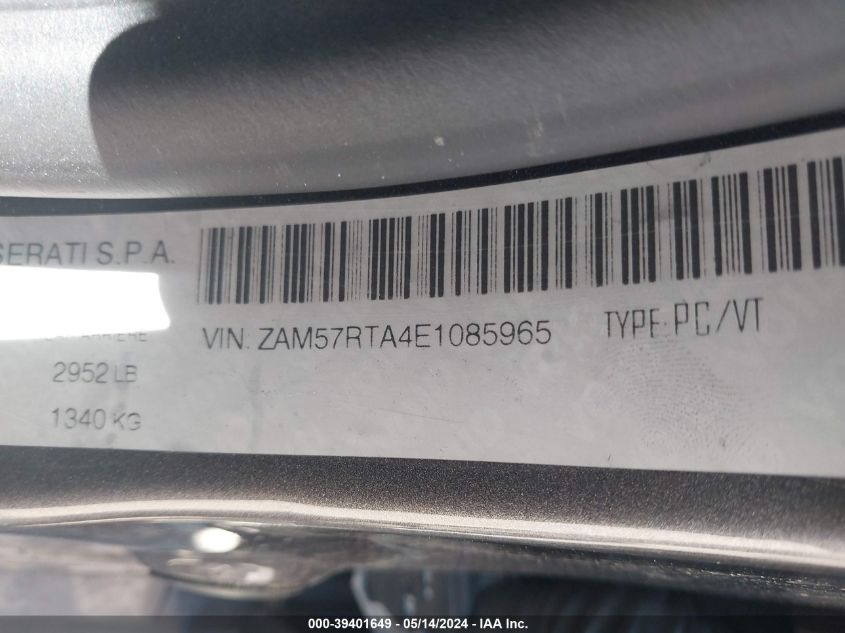 SERATI S.P.A.
VIN: ZAM57RTA4E1085965
TYPE: PC/VT
2952 LB
1340 KG
000-39401649 - 05/14/2024 - IAA Inc.